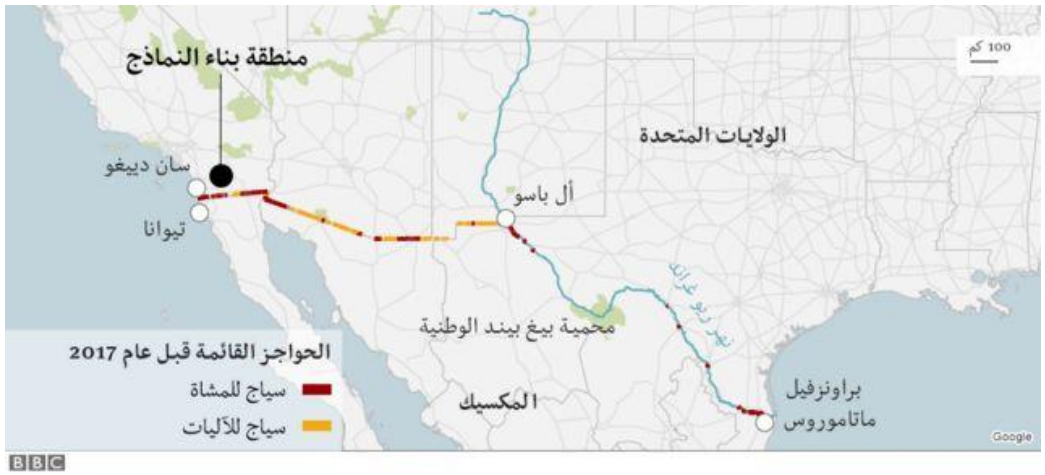 منطقة بناء النماذج
100 كم
الولايات المتحدة
سان دييغو
أل باسو
تيوانا
نهر ريو غراند
محمية بيغ بيند الوطنية
الحواجز القائمة قبل عام 2017
سياج للمشاة
سياج للآليات
المكسيك
براونزفيل
ماتاموروس
Google
BBC